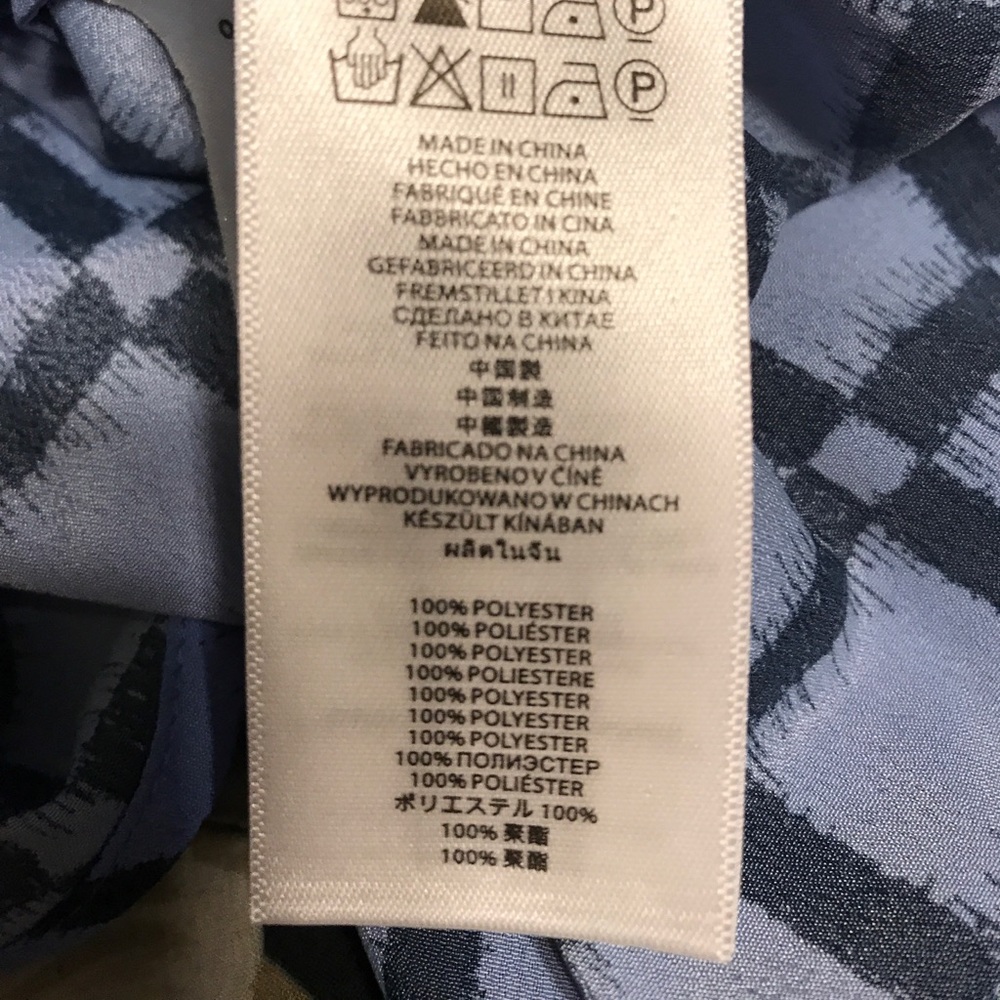 P
P
MADE IN CHINA
HECHO EN CHINA
FABRIQUÉ EN CHINE
FABBRICATO IN CINA
MADE IN CHINA
GEFABRICEERD IN CHINA
FREMSTILLET I KINA
СДЕЛАНО В КИТАЕ
FEITO NA CHINA
中国製
中国制造
中國製造
FABRICADO NA CHINA
VYROBENO V ČÍNĚ
WYPRODUKOWANO W CHINACH
KÉSZÜLT KÍNÁBAN
ผลิตในจีน
100% POLYESTER
100% POLIÉSTER
100% POLYESTER
100% POLIESTERE
100% POLYESTER
100% POLYESTER
100% POLYESTER
100% ПОЛИЭСТЕР
100% POLIÉSTER
ポリエステル 100%
100% 聚酯
100% 聚酯